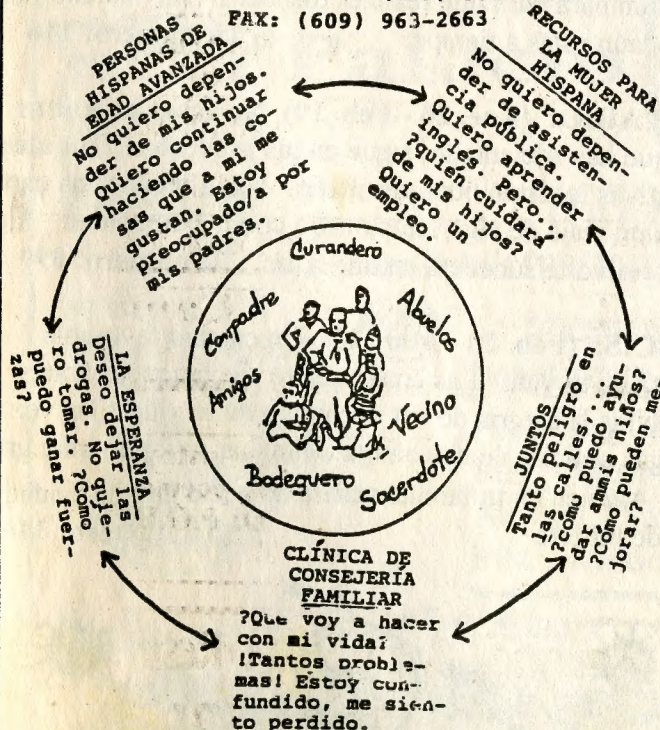 FAX: (609) 963-2663
PERSONAS
HISPANAS DE
EDAD AVANZADA
No quiero depen-
der de mis hijos.
Quiero continuar
haciendo las co-
sas que a mi me
gustan. Estoy
preocupado/a por
mis padres.
RECURSOS PARA
LA MUJER
HISPANA
No quiero depen-
der de asisten-
cia pública.
Quiero aprender
inglés pero..
?quién cuidará
de mis hijos?
Quiero un
empleo.
Curandero
Compadre
Abuelos
Amigos
Vecino
Bodeguero
Sacerdote
LA ESPERANZA
Deseo dejar las
drogas. No quie-
ro tomar. ?Como
puedo ganar fuer-
zas?
JUNTOS
Tanto peligro en
las calles....
?cómo puedo ayu-
dar ammis niños?
?Cómo pueden me-
jorar?
CLÍNICA DE
CONSEJERÍA
FAMILIAR
?Que voy a hacer
con mi vida?
!Tantos proble-
mas! Estoy con-
fundido, me sien-
to perdido.